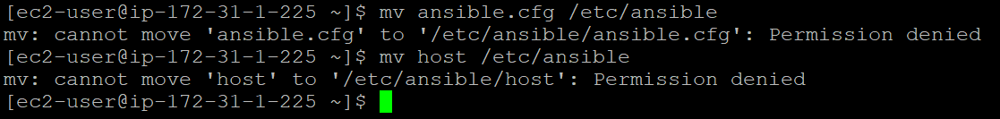 [ec2-user@ip-172-31-1-225 ~]$ mv ansible.cfg /etc/ansible
mv: cannot move 'ansible.cfg' to '/etc/ansible/ansible.cfg': Permission denied
[ec2-user@ip-172-31-1-225 ~]$ mv host /etc/ansible
mv: cannot move 'host' to '/etc/ansible/host': Permission denied
[ec2-user@ip-172-31-1-225 ~]$